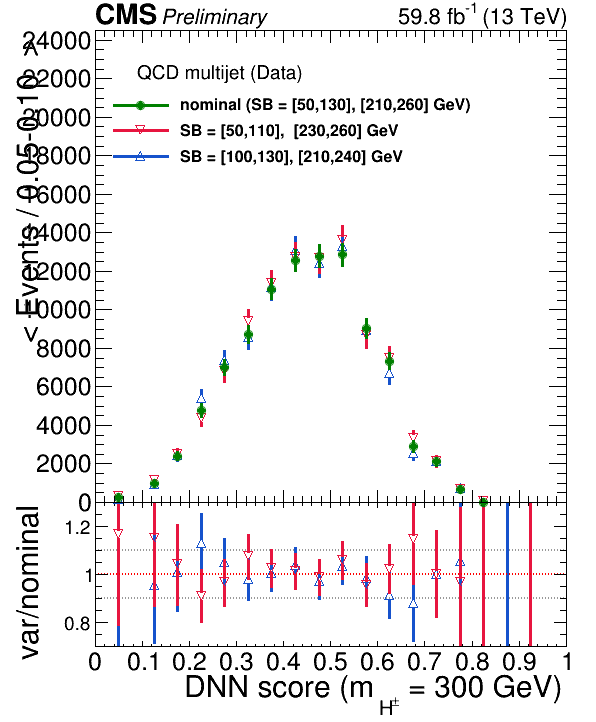 CMS Preliminary 59.8 fb⁻¹ (13 TeV)
< Events / 0.05-0.10 >
24000
22000
20000
18000
16000
14000
12000
10000
8000
6000
4000
2000
0
QCD multijet (Data)
nominal (SB = [50,130], [210,260] GeV)
SB = [50,110], [230,260] GeV
SB = [100,130], [210,240] GeV
var/nominal
1.2
1
0.8
0 0.1 0.2 0.3 0.4 0.5 0.6 0.7 0.8 0.9 1
DNN score (m_H± = 300 GeV)